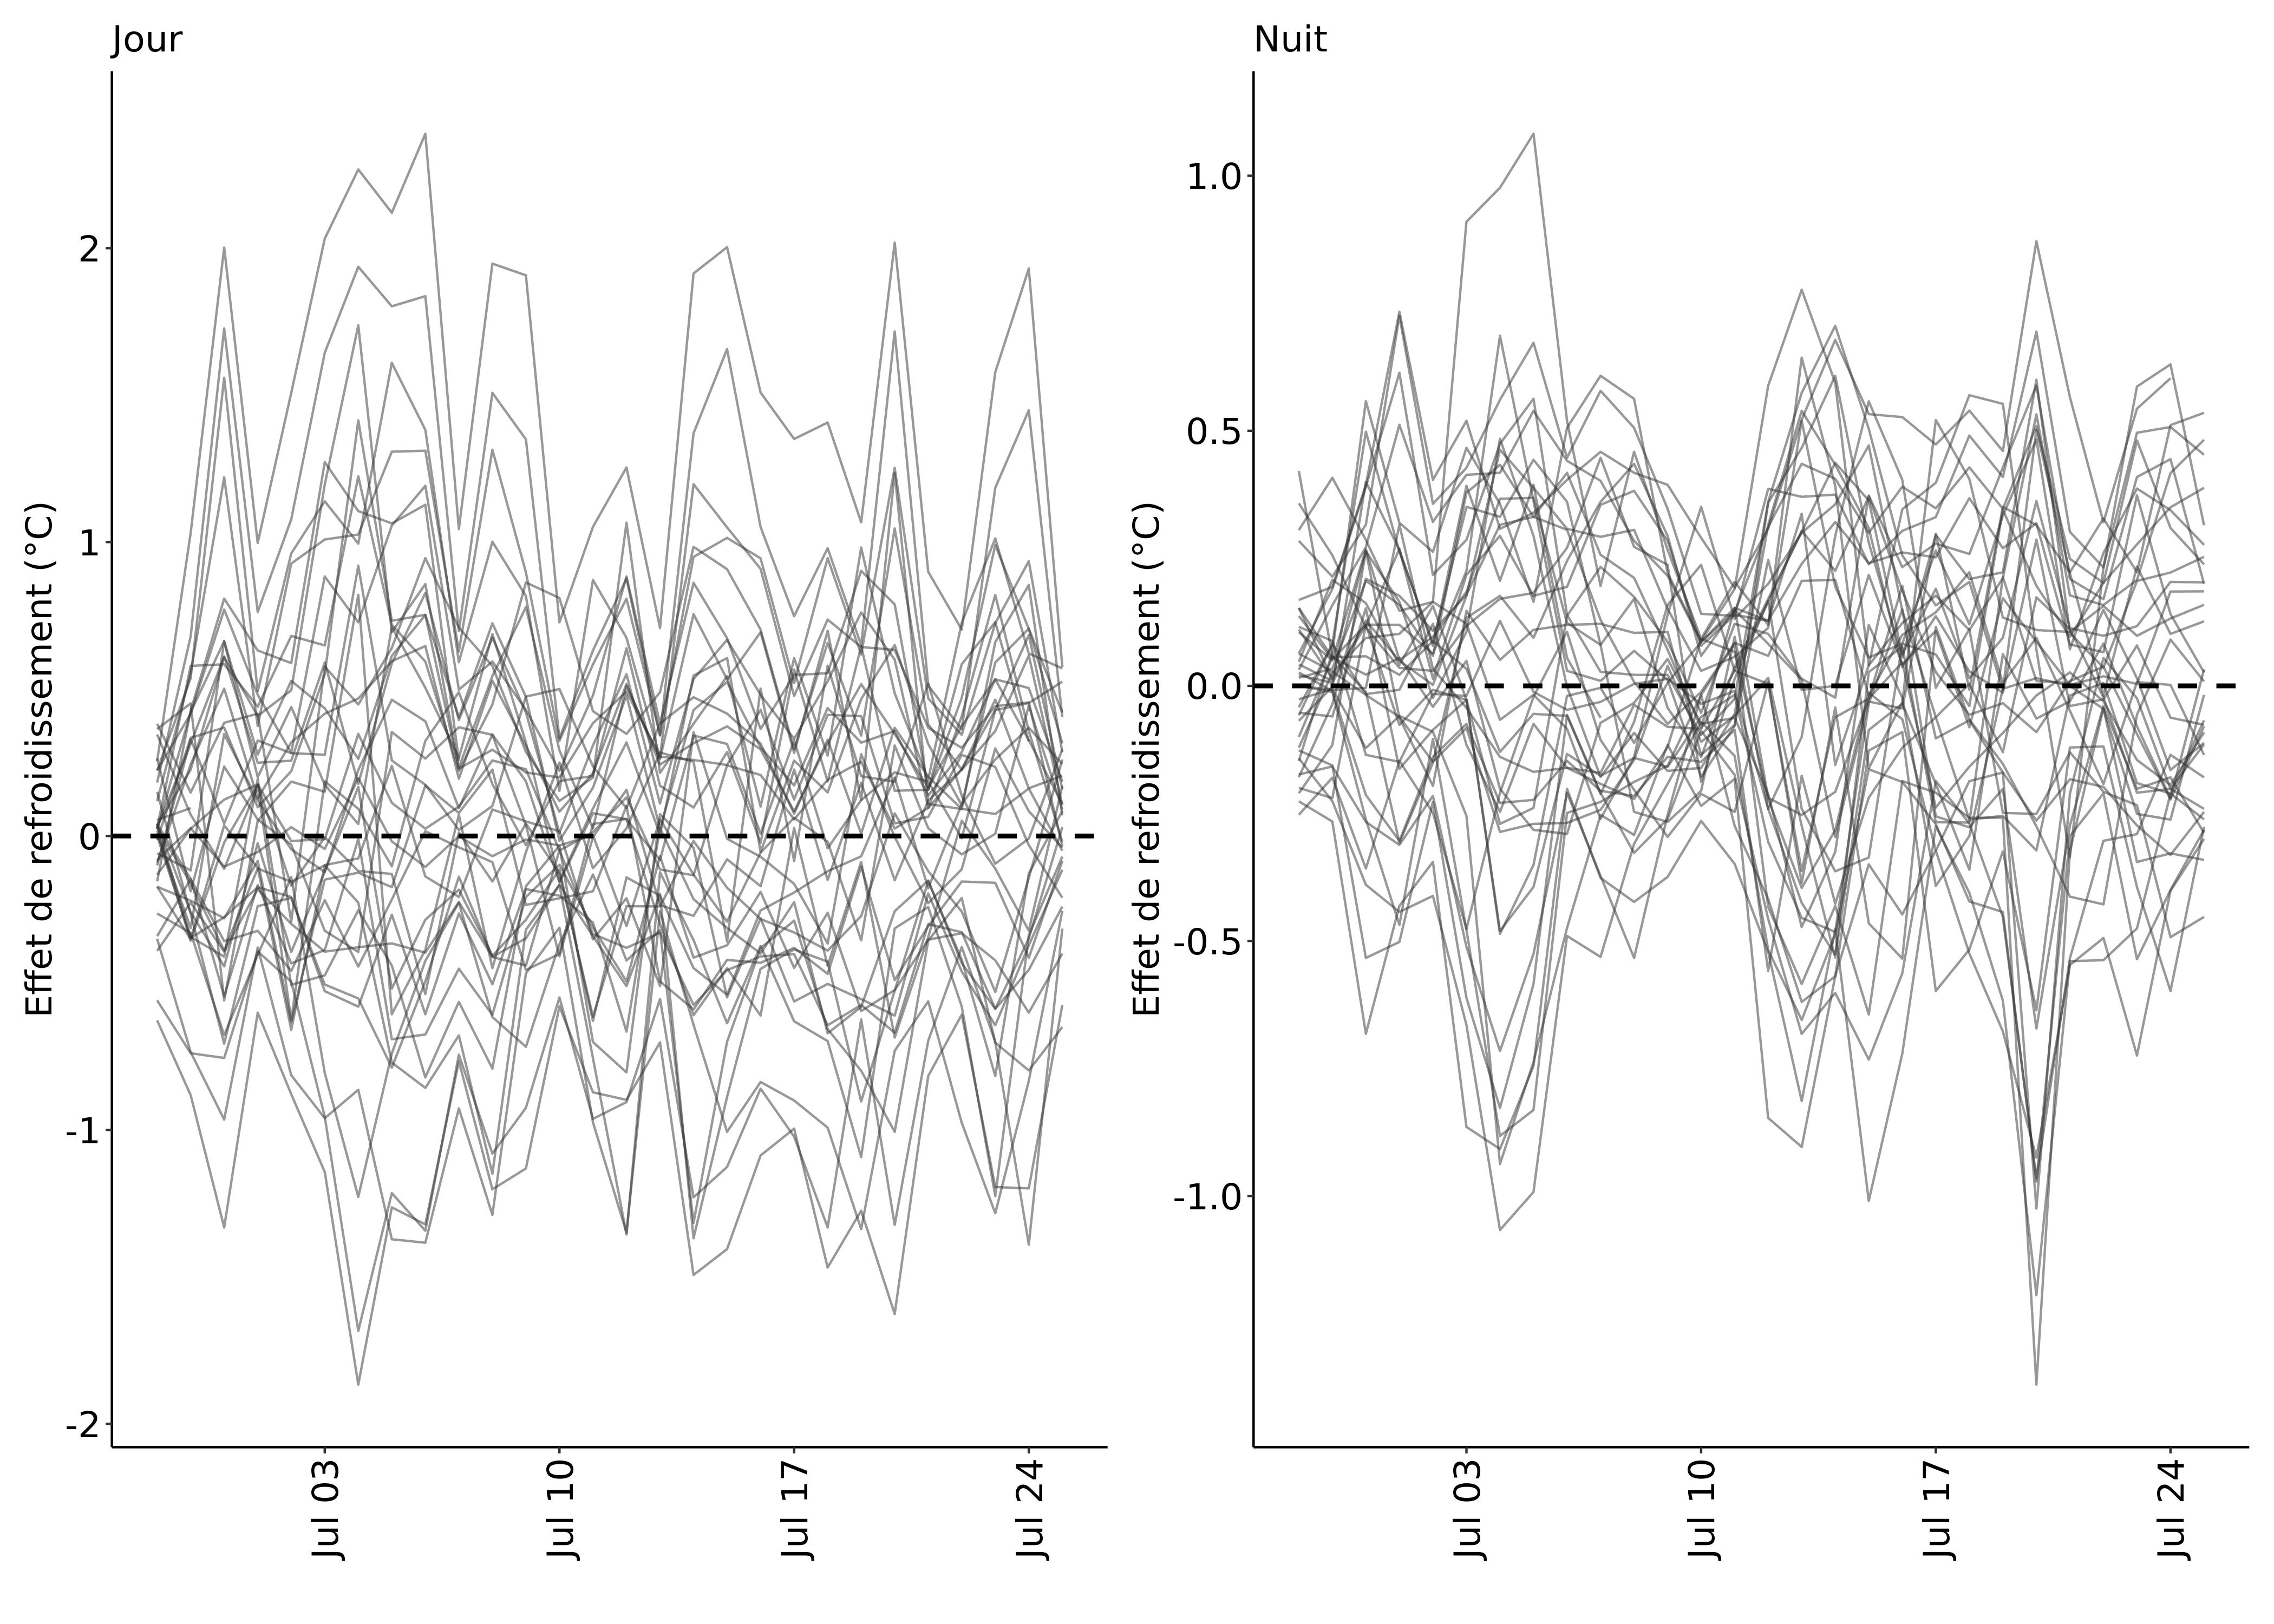 Jour
Effet de refroidissement (°C)
2
1
0
-1
-2
Jul 03
Jul 10
Jul 17
Jul 24
Nuit
Effet de refroidissement (°C)
1.0
0.5
0.0
-0.5
-1.0
Jul 03
Jul 10
Jul 17
Jul 24